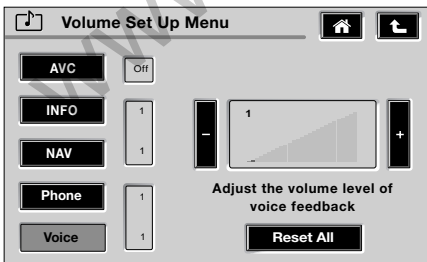 Volume Set Up Menu
AVC Off
INFO 1
NAV 1
Phone 1
Voice 1
- 1 +
Adjust the volume level of
voice feedback
Reset All